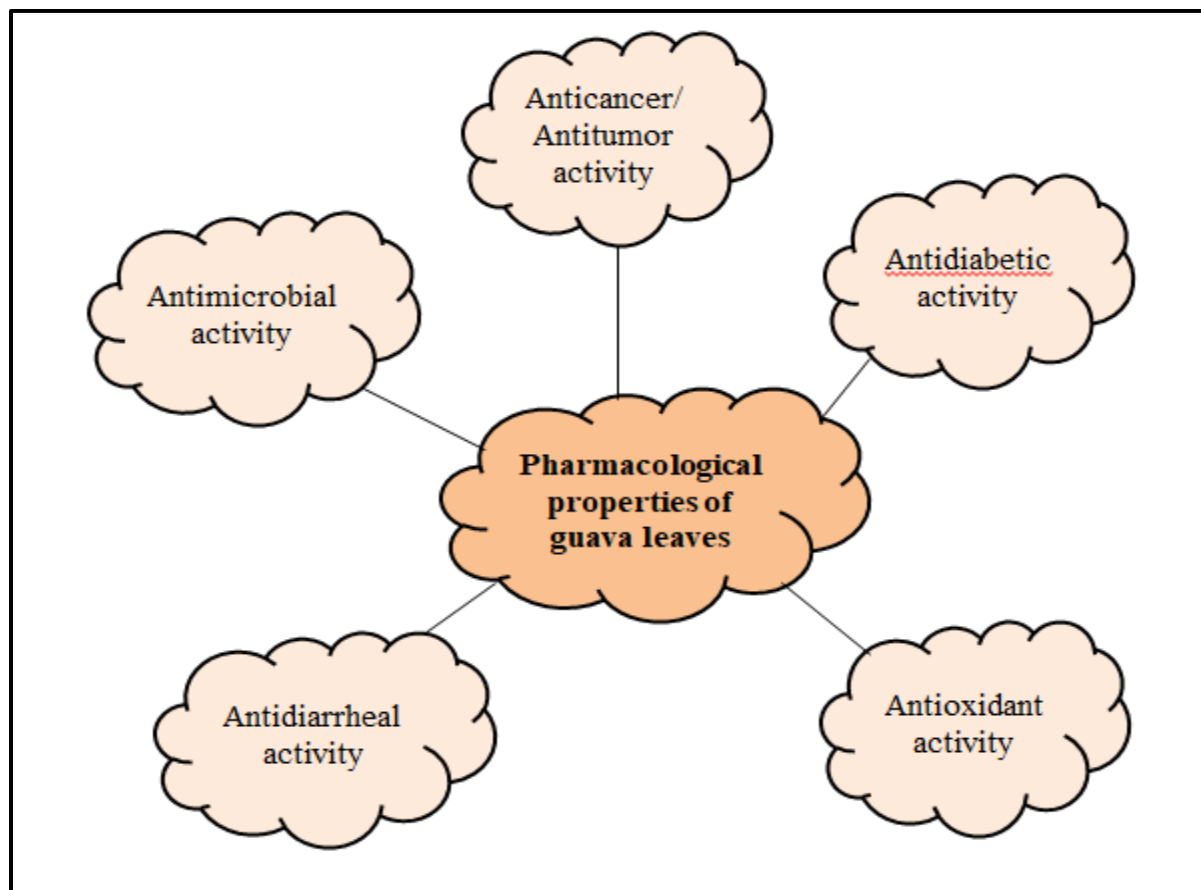 Anticancer/
Antitumor
activity
Antidiabetic
activity
Antimicrobial
activity
Pharmacological
properties of
guava leaves
Antidiarrheal
activity
Antioxidant
activity